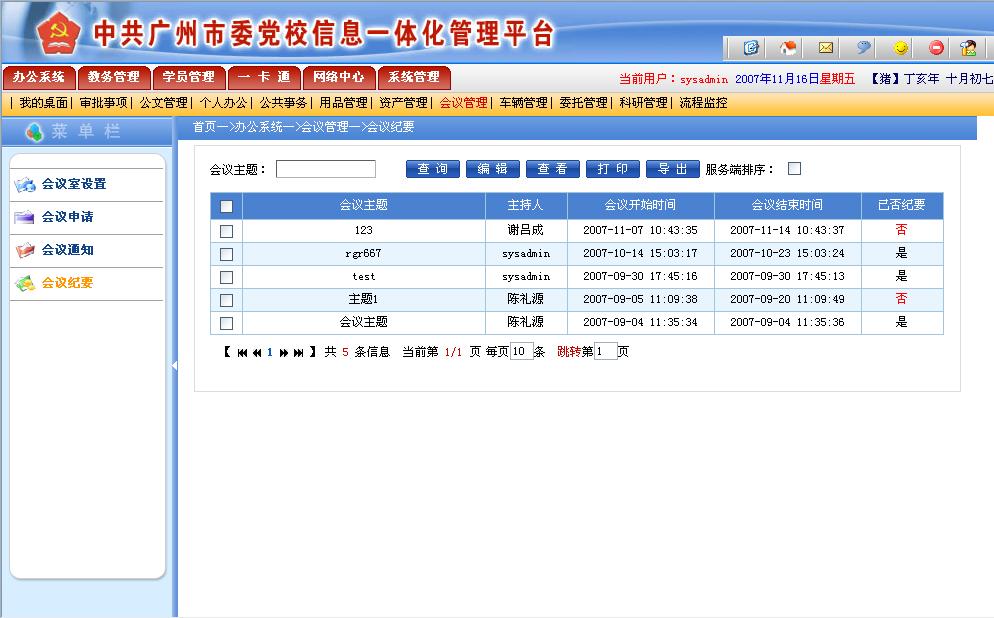 中共广州市委党校信息一体化管理平台
办公系统 教务管理 学员管理 一 卡 通 网络中心 系统管理
当前用户：sysadmin 2007年11月16日星期五 【猪】丁亥年 十月初七
| 我的桌面| 审批事项| 公文管理| 个人办公| 公共事务| 用品管理| 资产管理| 会议管理| 车辆管理| 委托管理| 科研管理| 流程监控
菜 单 栏
首页—>办公系统—>会议管理—>会议纪要
会议室设置
会议申请
会议通知
会议纪要
会议主题： 查 询 编 辑 查 看 打 印 导 出 服务端排序：
会议主题 主持人 会议开始时间 会议结束时间 已否纪要
123 谢吕成 2007-11-07 10:43:35 2007-11-14 10:43:37 否
rgr667 sysadmin 2007-10-14 15:03:17 2007-10-23 15:03:24 是
test sysadmin 2007-09-30 17:45:16 2007-09-30 17:45:13 是
主题1 陈礼源 2007-09-05 11:09:38 2007-09-20 11:09:49 否
会议主题 陈礼源 2007-09-04 11:35:34 2007-09-04 11:35:36 是
【 1 】 共 5 条信息 当前第 1/1 页 每页10条 跳转第1页